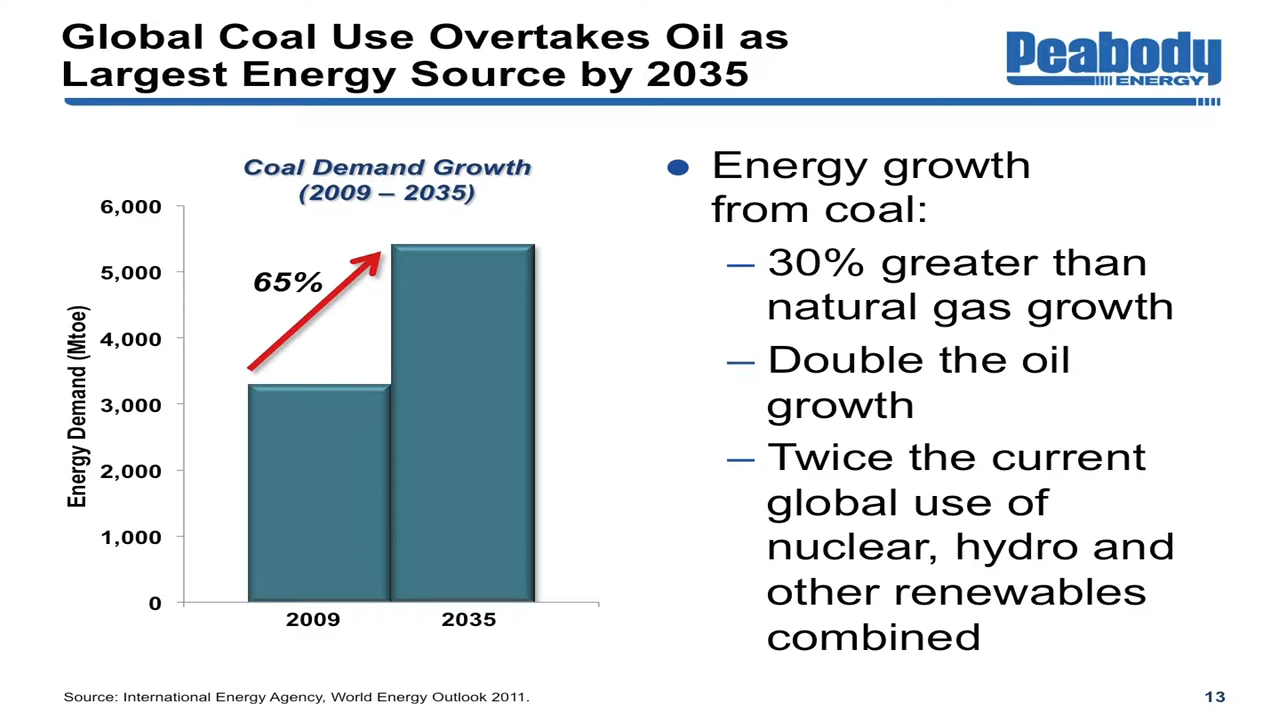 Global Coal Use Overtakes Oil as
Largest Energy Source by 2035
Peabody
ENERGY
Coal Demand Growth
(2009 – 2035)
6,000
5,000
4,000
3,000
2,000
1,000
0
Energy Demand (Mtoe)
65%
2009
2035
● Energy growth
from coal:
– 30% greater than
natural gas growth
– Double the oil
growth
– Twice the current
global use of
nuclear, hydro and
other renewables
combined
Source: International Energy Agency, World Energy Outlook 2011.
13